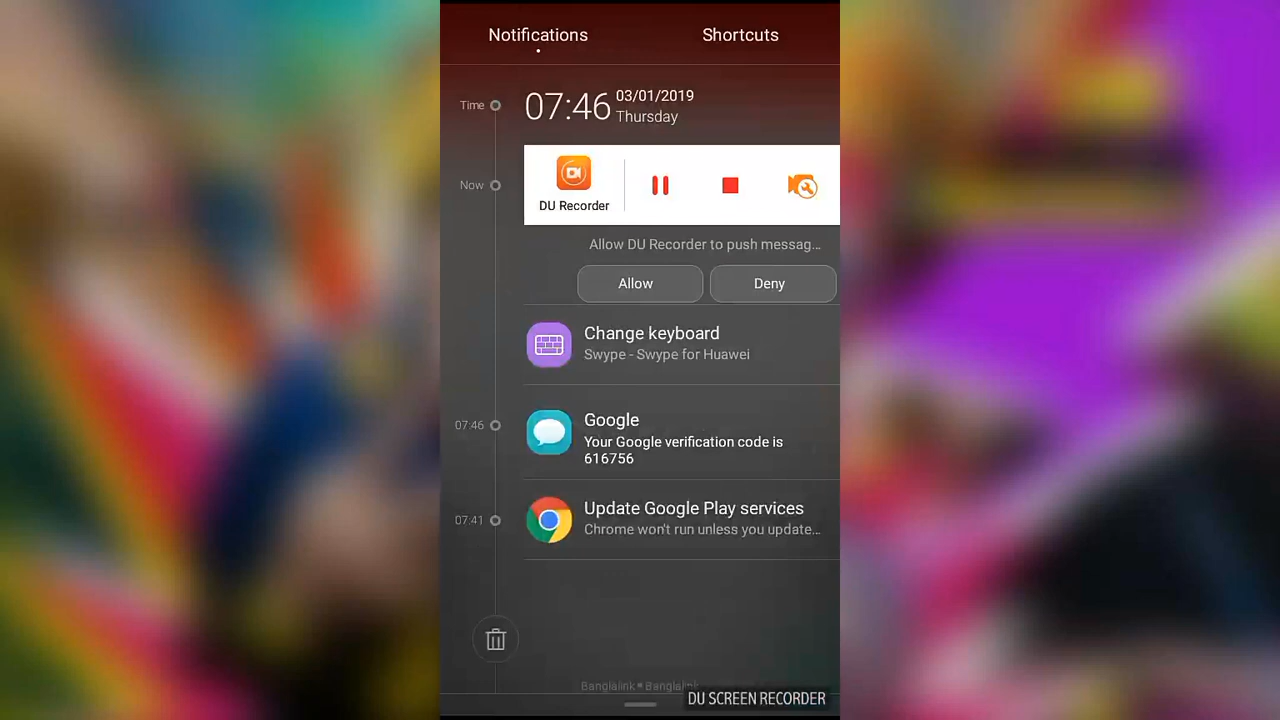 Notifications
Shortcuts
Time
07:46
03/01/2019
Thursday
Now
DU Recorder
Allow DU Recorder to push messag...
Allow
Deny
Change keyboard
Swype - Swype for Huawei
07:46
Google
Your Google verification code is
616756
07:41
Update Google Play services
Chrome won't run unless you update...
Banglalink • Banglalink
DU SCREEN RECORDER